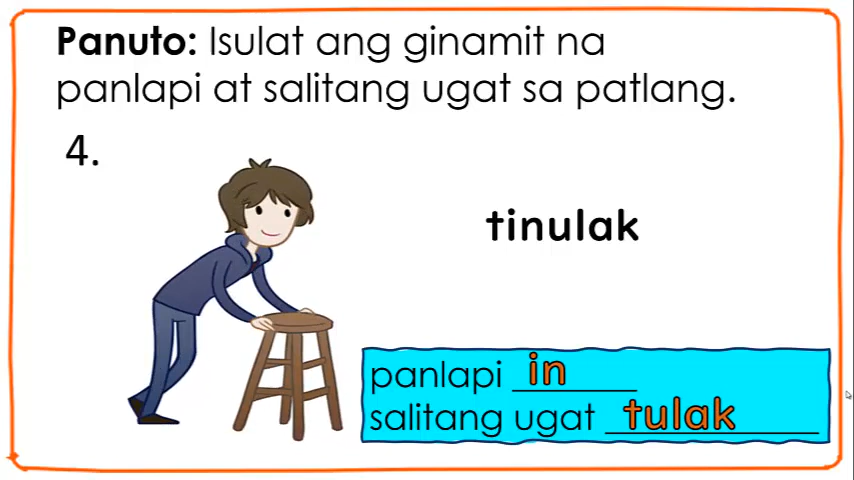 Panuto: Isulat ang ginamit na
panlapi at salitang ugat sa patlang.
4.
tinulak
panlapi in
salitang ugat tulak